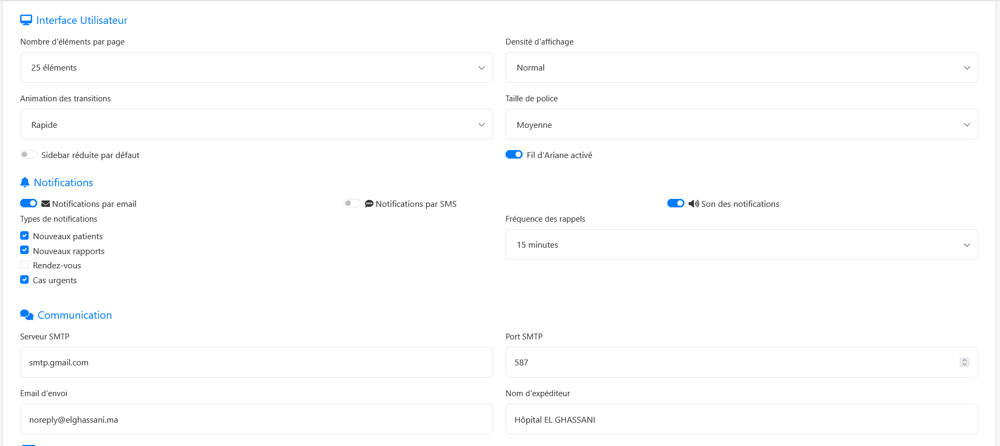 Interface Utilisateur
Nombre d'éléments par page
Densité d'affichage
25 éléments
Normal
Animation des transitions
Taille de police
Rapide
Moyenne
Sidebar réduite par défaut
Fil d'Ariane activé
Notifications
Notifications par email
SMS Notifications par SMS
Son des notifications
Types de notifications
Fréquence des rappels
Nouveaux patients
15 minutes
Nouveaux rapports
Rendez-vous
Cas urgents
Communication
Serveur SMTP
Port SMTP
smtp.gmail.com
587
Email d'envoi
Nom d'expéditeur
noreply@elghassani.ma
Hôpital EL GHASSANI